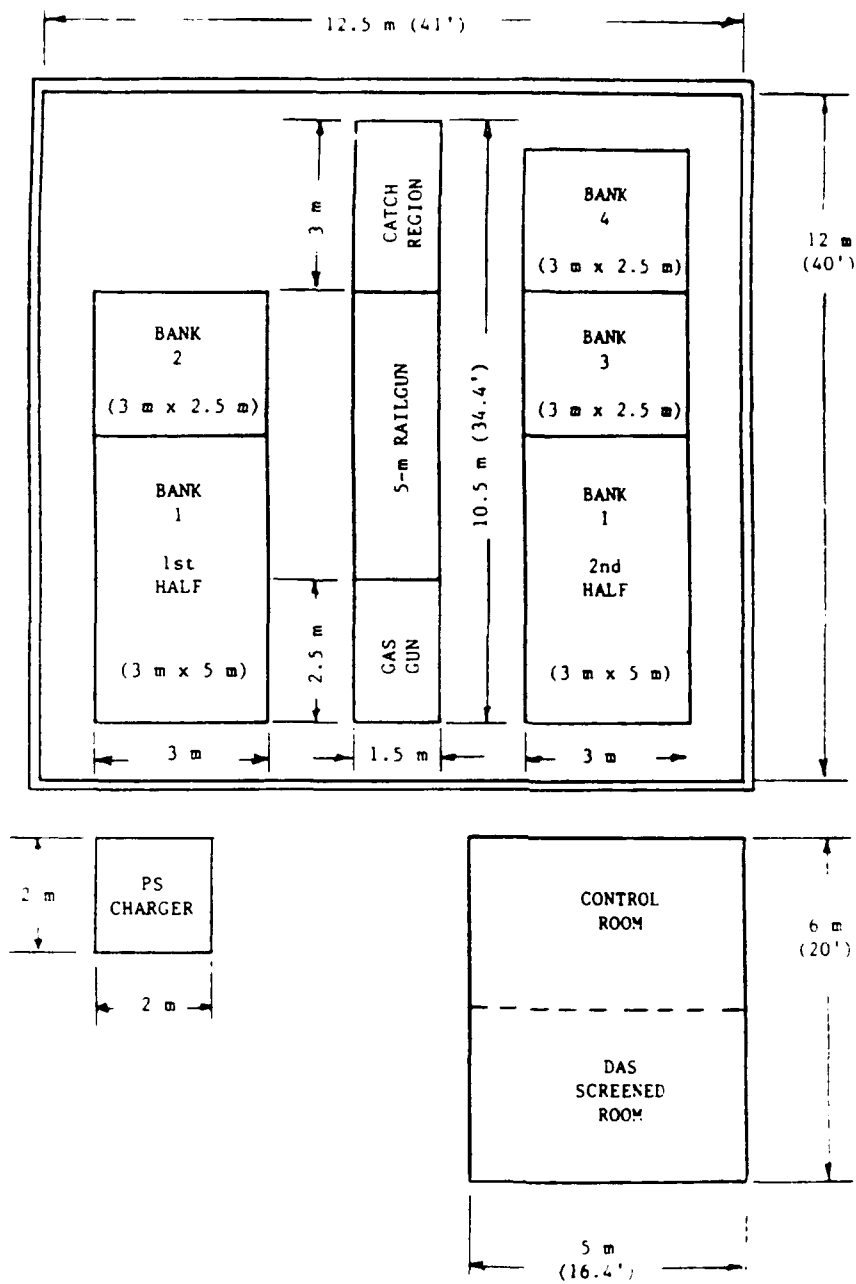 12.5 m (41')
3 m
CATCH
REGION
BANK
4
(3 m x 2.5 m)
12 m
(40')
BANK
2
(3 m x 2.5 m)
5-m RAILGUN
10.5 m (34.4')
BANK
3
(3 m x 2.5 m)
BANK
1
1st
HALF
(3 m x 5 m)
2.5 m
GAS
GUN
BANK
1
2nd
HALF
(3 m x 5 m)
3 m
1.5 m
3 m
2 m
PS
CHARGER
2 m
CONTROL
ROOM
6 m
(20')
DAS
SCREENED
ROOM
5 m
(16.4')